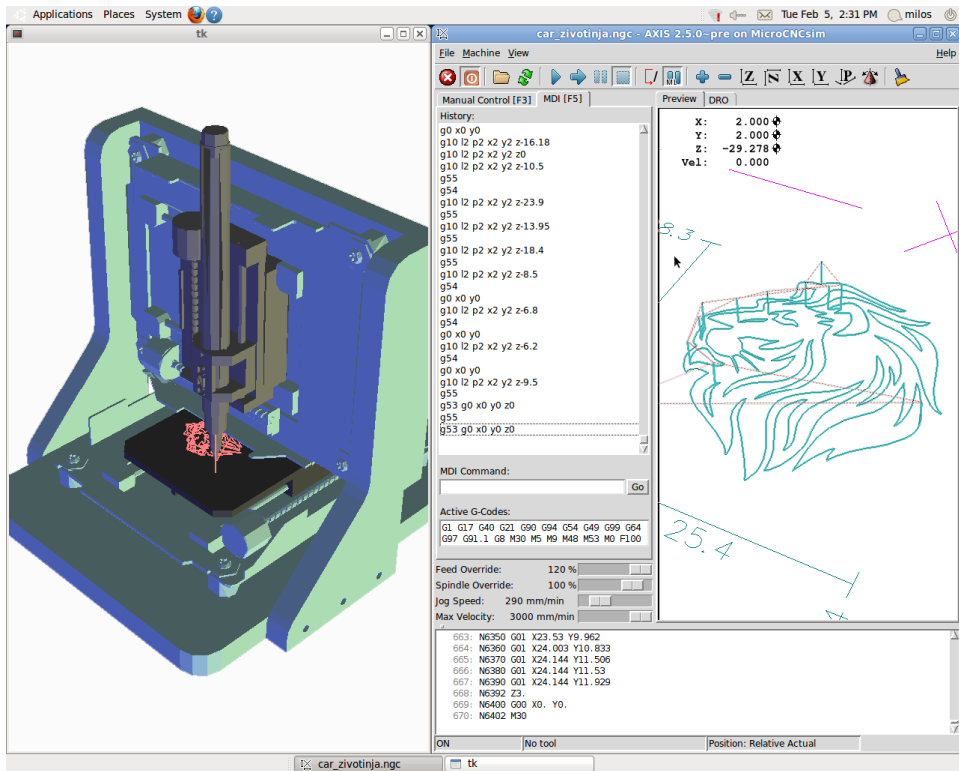 Applications Places System ? Tue Feb 5, 2:31 PM milos
tk
car_zivotinja.ngc - AXIS 2.5.0~pre on MicroCNCsim
File Machine View Help
Manual Control [F3] MDI [F5] Preview DRO
History:
g0 x0 y0
g10 l2 p2 x2 y2 z-16.18
g10 l2 p2 x2 y2 z0
g10 l2 p2 x2 y2 z-10.5
g55
g54
g10 l2 p2 x2 y2 z-23.9
g55
g10 l2 p2 x2 y2 z-13.95
g55
g10 l2 p2 x2 y2 z-18.4
g55
g10 l2 p2 x2 y2 z-8.5
g54
g0 x0 y0
g10 l2 p2 x2 y2 z-6.8
g54
g0 x0 y0
g10 l2 p2 x2 y2 z-6.2
g54
g0 x0 y0
g10 l2 p2 x2 y2 z-9.5
g55
g53 g0 x0 y0 z0
g55
g53 g0 x0 y0 z0
X: 2.000
Y: 2.000
Z: -29.278
Vel: 0.000
8.3
25.4
MDI Command:
Go
Active G-Codes:
G1 G17 G40 G21 G90 G94 G54 G49 G99 G64
G97 G91.1 G8 M30 M5 M9 M48 M53 M0 F100
Feed Override: 120 %
Spindle Override: 100 %
Jog Speed: 290 mm/min
Max Velocity: 3000 mm/min
663: N6350 G01 X23.53 Y9.962
664: N6360 G01 X24.003 Y10.833
665: N6370 G01 X24.144 Y11.506
666: N6380 G01 X24.144 Y11.53
667: N6390 G01 X24.144 Y11.929
668: N6392 Z3.
669: N6400 G00 X0. Y0.
670: N6402 M30
ON No tool Position: Relative Actual
car_zivotinja.ngc tk